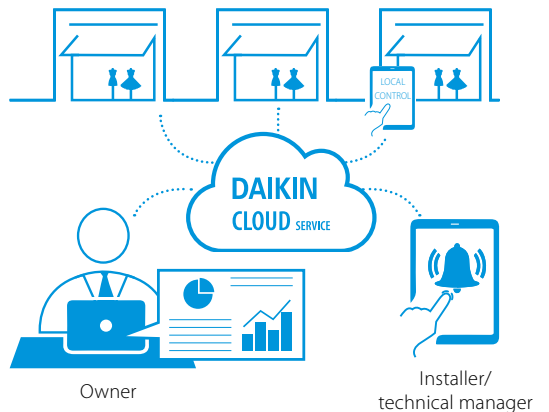 LOCAL
CONTROL
DAIKIN
CLOUD SERVICE
Owner
Installer/
technical manager